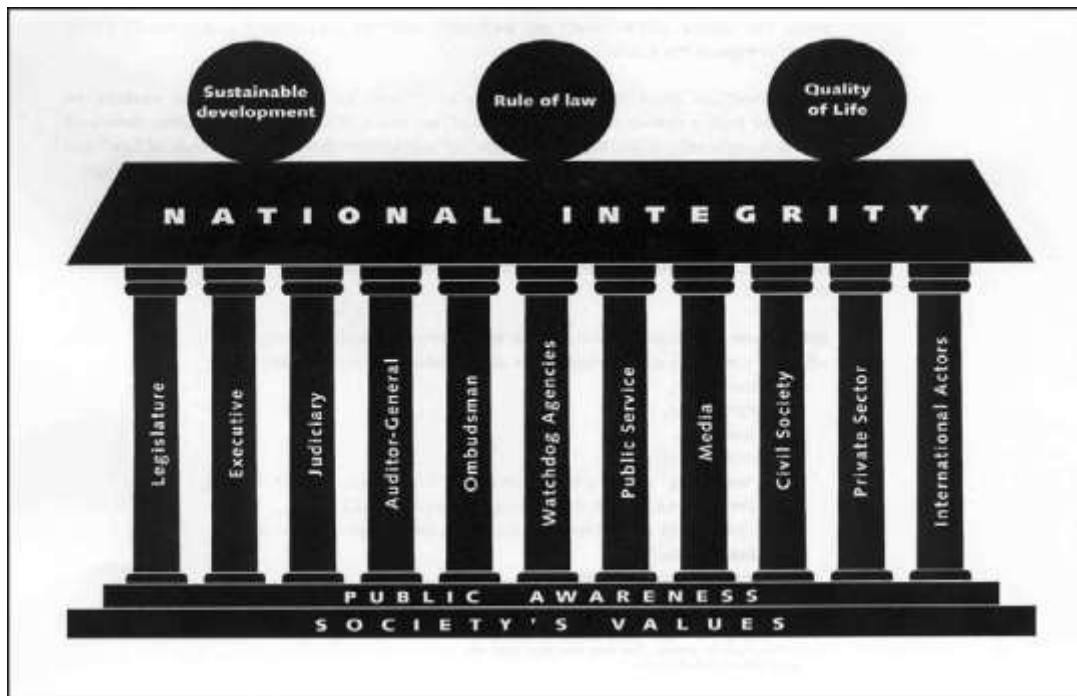 Sustainable
development
Rule of law
Quality
of Life
NATIONAL INTEGRITY
Legislature
Executive
Judiciary
Auditor-General
Ombudsman
Watchdog Agencies
Public Service
Media
Civil Society
Private Sector
International Actors
PUBLIC AWARENESS
SOCIETY'S VALUES